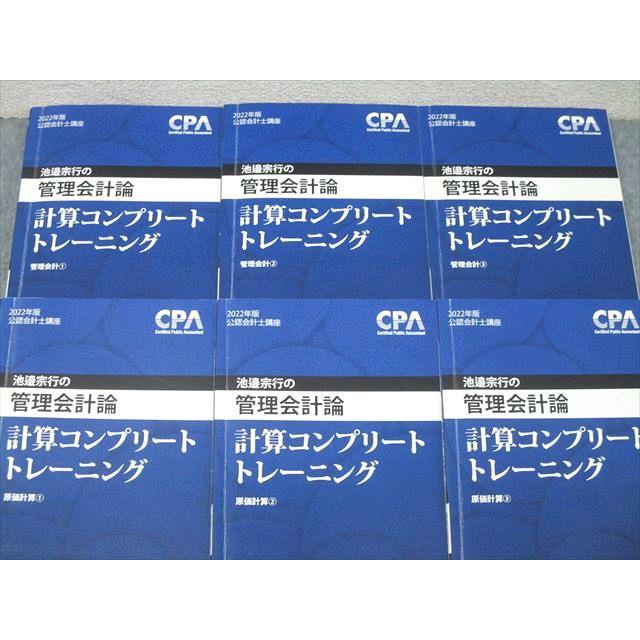 2022年版
公認会計士講座
CPA
Certified Public Accountant
池邉宗行の
管理会計論
計算コンプリート
トレーニング
管理会計①
2022年版
公認会計士講座
CPA
Certified Public Accountant
池邉宗行の
管理会計論
計算コンプリート
トレーニング
管理会計②
2022年版
公認会計士講座
CPA
Certified Public Accountant
池邉宗行の
管理会計論
計算コンプリート
トレーニング
管理会計③
2022年版
公認会計士講座
CPA
Certified Public Accountant
池邉宗行の
管理会計論
計算コンプリート
トレーニング
原価計算①
2022年版
公認会計士講座
CPA
Certified Public Accountant
池邉宗行の
管理会計論
計算コンプリート
トレーニング
原価計算②
2022年版
公認会計士講座
CPA
Certified Public Accountant
池邉宗行の
管理会計論
計算コンプリート
トレーニング
原価計算③